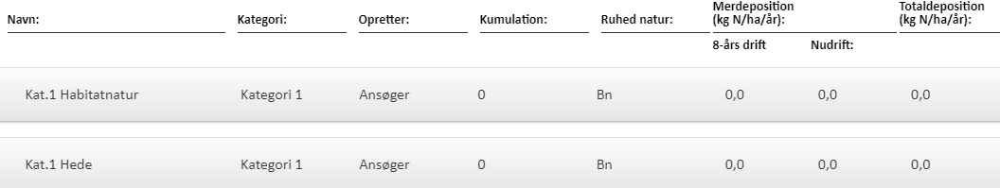 Navn: Kategori: Opretter: Kumulation: Ruhed natur: Merdeposition (kg N/ha/år): Totaldeposition (kg N/ha/år):
8-års drift Nudrift:
Kat.1 Habitatnatur Kategori 1 Ansøger 0 Bn 0,0 0,0 0,0
Kat.1 Hede Kategori 1 Ansøger 0 Bn 0,0 0,0 0,0